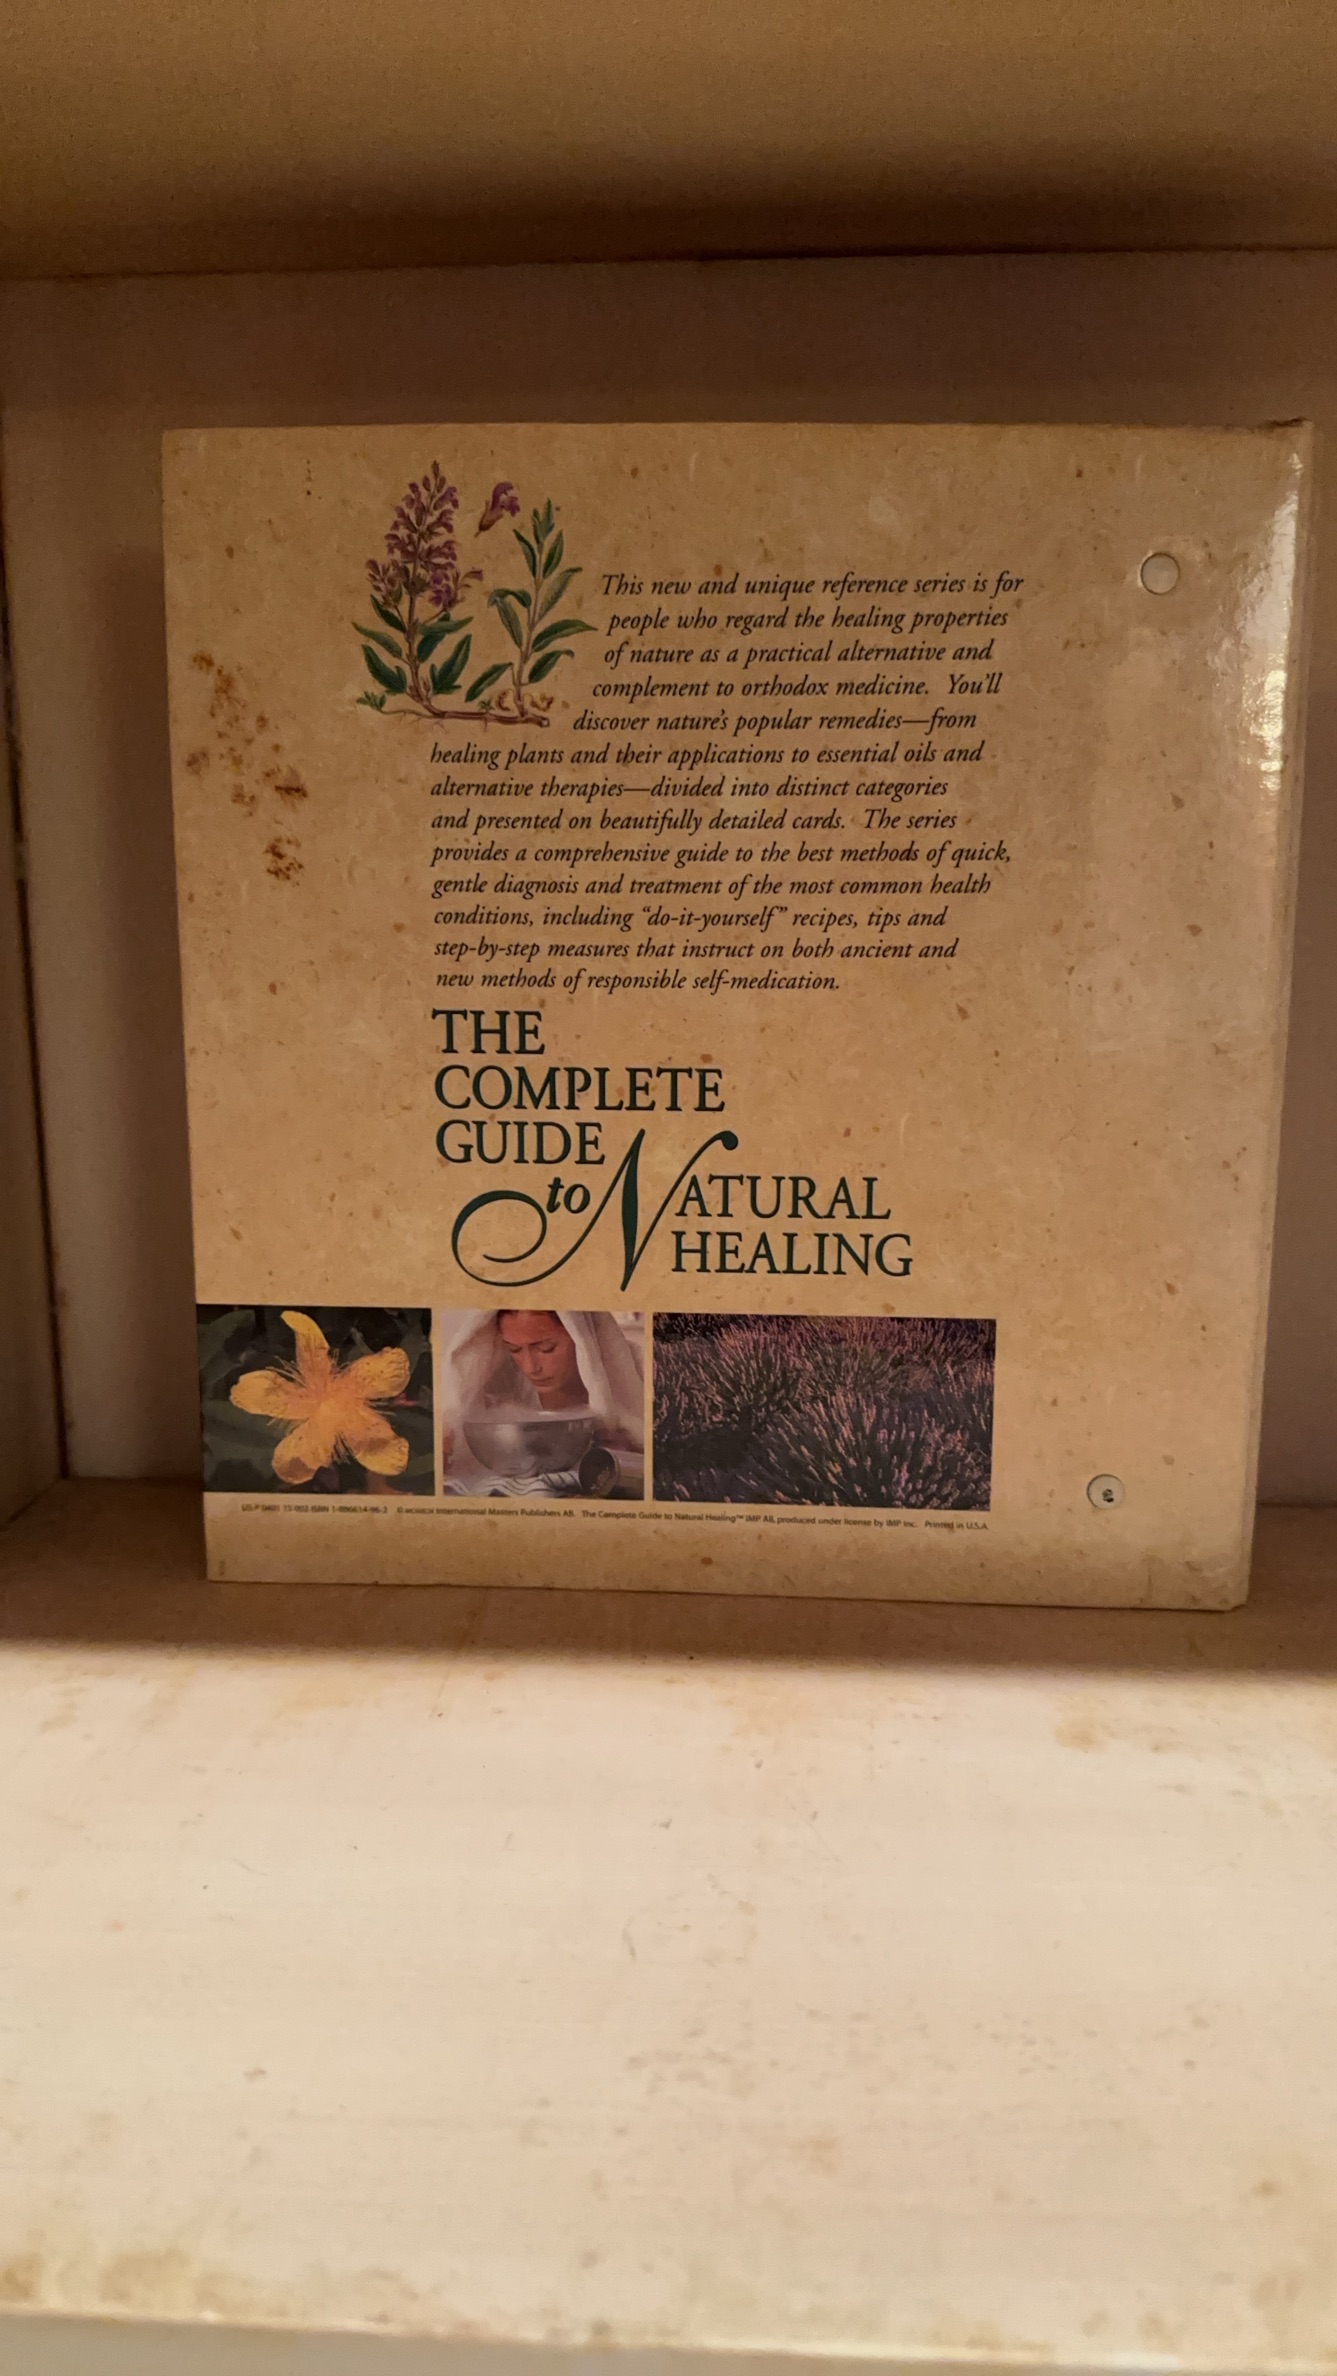 This new and unique reference series is for
people who regard the healing properties
of nature as a practical alternative and
complement to orthodox medicine. You'll
discover nature's popular remedies—from
healing plants and their applications to essential oils and
alternative therapies—divided into distinct categories
and presented on beautifully detailed cards. The series
provides a comprehensive guide to the best methods of quick,
gentle diagnosis and treatment of the most common health
conditions, including “do-it-yourself” recipes, tips and
step-by-step measures that instruct on both ancient and
new methods of responsible self-medication.
THE
COMPLETE
GUIDE
to NATURAL
HEALING
International Masters Publishers AB. The Complete Guide to Natural Healing™ IMP AB, produced under license by IMP Inc. Printed in U.S.A.